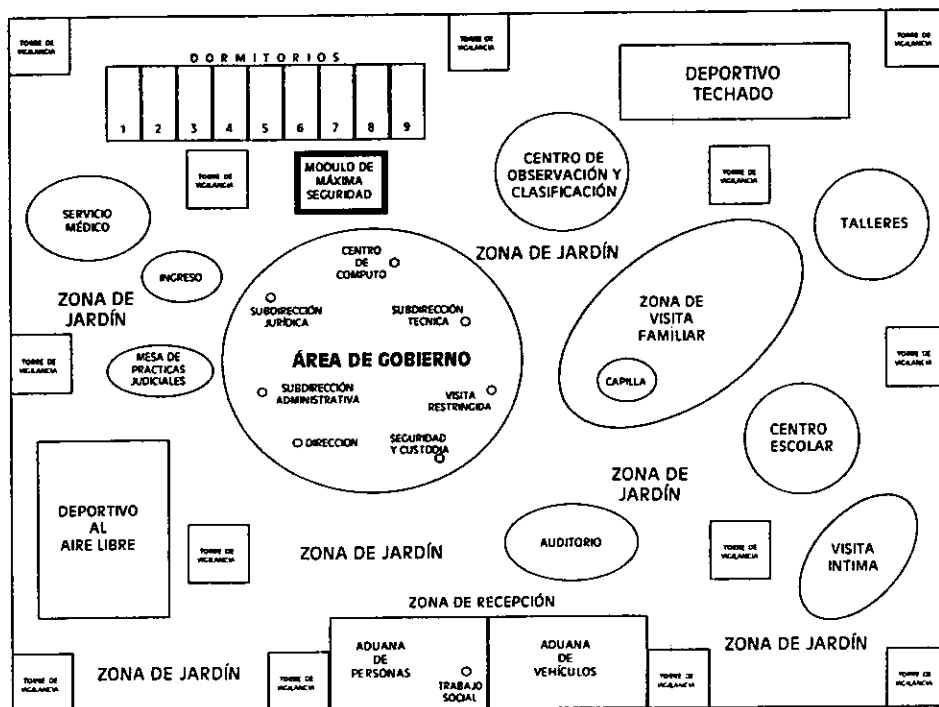 TORRE DE
VIGILANCIA
TORRE DE
VIGILANCIA
TORRE DE
VIGILANCIA
DORMITORIOS
1 2 3 4 5 6 7 8 9
DEPORTIVO
TECHADO
TORRE DE
VIGILANCIA
MODULO DE
MÁXIMA
SEGURIDAD
CENTRO DE
OBSERVACIÓN Y
CLASIFICACIÓN
TORRE DE
VIGILANCIA
SERVICIO
MÉDICO
TALLERES
INGRESO
ZONA DE JARDÍN
ZONA DE
JARDÍN
CENTRO
DE
COMPUTO
SUBDIRECCIÓN
JURÍDICA
SUBDIRECCIÓN
TECNICA
ÁREA DE GOBIERNO
SUBDIRECCIÓN
ADMINISTRATIVA
VISITA
RESTRINGIDA
DIRECCION
SEGURIDAD
Y CUSTODIA
ZONA DE
VISITA
FAMILIAR
CAPILLA
TORRE DE
VIGILANCIA
MESA DE
PRACTICAS
JUDICIALES
TORRE DE
VIGILANCIA
CENTRO
ESCOLAR
ZONA DE
JARDÍN
DEPORTIVO
AL
AIRE LIBRE
TORRE DE
VIGILANCIA
ZONA DE JARDÍN
AUDITORIO
TORRE DE
VIGILANCIA
VISITA
INTIMA
ZONA DE RECEPCIÓN
ZONA DE JARDÍN
ZONA DE JARDÍN
TORRE DE
VIGILANCIA
TORRE DE
VIGILANCIA
ADUANA
DE
PERSONAS
TRABAJO
SOCIAL
ADUANA
DE
VEHÍCULOS
TORRE DE
VIGILANCIA
TORRE DE
VIGILANCIA